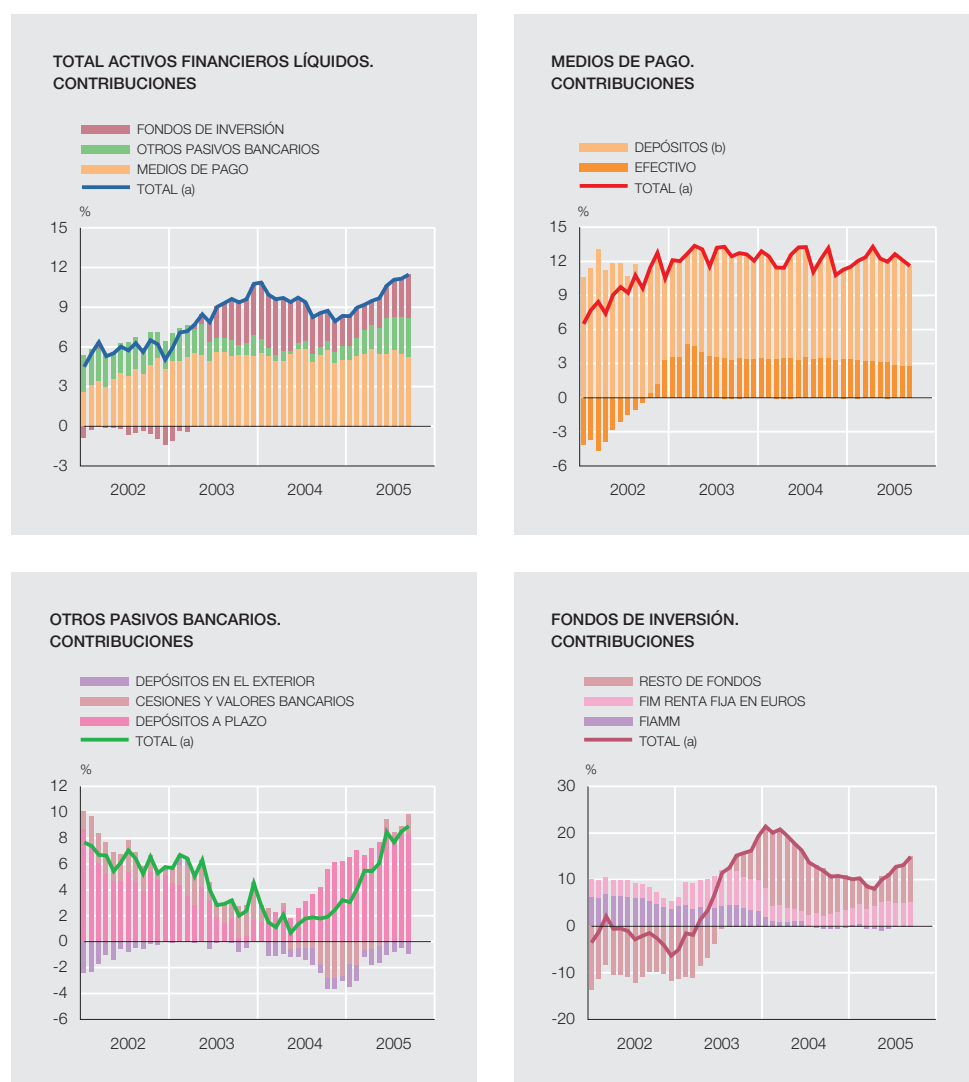 TOTAL ACTIVOS FINANCIEROS LÍQUIDOS.
CONTRIBUCIONES
FONDOS DE INVERSIÓN
OTROS PASIVOS BANCARIOS
MEDIOS DE PAGO
TOTAL (a)
%
15
12
9
6
3
0
-3
2002 2003 2004 2005
MEDIOS DE PAGO.
CONTRIBUCIONES
DEPÓSITOS (b)
EFECTIVO
TOTAL (a)
%
15
12
9
6
3
0
-3
-6
2002 2003 2004 2005
OTROS PASIVOS BANCARIOS.
CONTRIBUCIONES
DEPÓSITOS EN EL EXTERIOR
CESIONES Y VALORES BANCARIOS
DEPÓSITOS A PLAZO
TOTAL (a)
%
12
10
8
6
4
2
0
-2
-4
-6
2002 2003 2004 2005
FONDOS DE INVERSIÓN.
CONTRIBUCIONES
RESTO DE FONDOS
FIM RENTA FIJA EN EUROS
FIAMM
TOTAL (a)
%
30
20
10
0
-10
-20
2002 2003 2004 2005